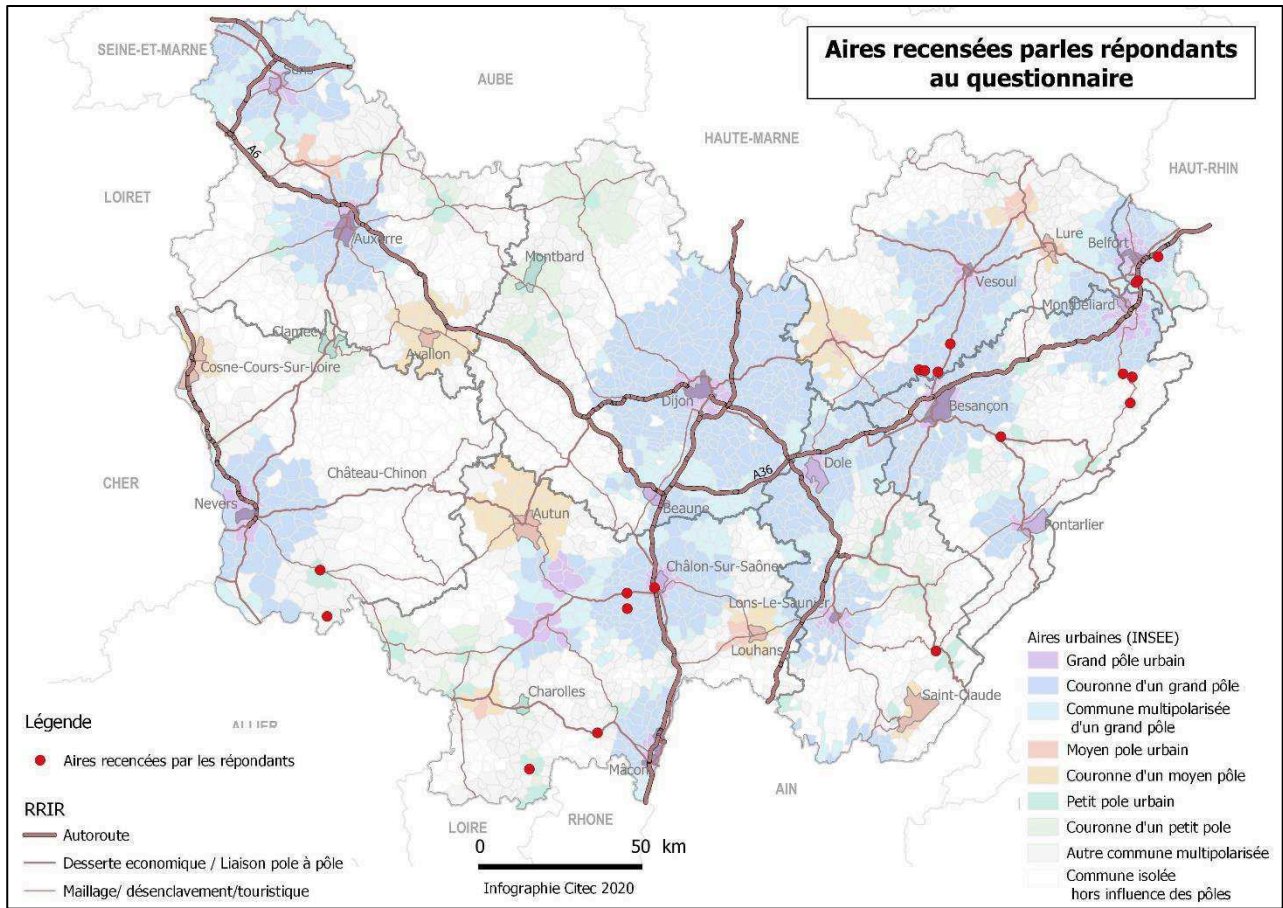 Aires recensées parles répondants
au questionnaire
SEINE-ET-MARNE
AUBE
HAUTE-MARNE
HAUT-RHIN
LOIRET
Sens
A6
Auxerre
Montbard
Lure
Belfort
Vesoul
Montbéliard
Clamecy
Avallon
Cosne-Cours-Sur-Loire
Dijon
Besançon
A36
Dole
CHER
Château-Chinon
Nevers
Autun
Beaune
Pontarlier
Châlon-Sur-Saône
Lons-Le-Saunier
Louhans
Charolles
Saint-Claude
ALLIER
Mâcon
AIN
LOIRE
RHONE
Légende
Aires recencées par les répondants
RRIR
Autoroute
Desserte economique / Liaison pole à pôle
Maillage/ désenclavement/touristique
0 50 km
Infographie Citec 2020
Aires urbaines (INSEE)
Grand pôle urbain
Couronne d'un grand pôle
Commune multipolarisée
d'un grand pôle
Moyen pole urbain
Couronne d'un moyen pôle
Petit pole urbain
Couronne d'un petit pole
Autre commune multipolarisée
Commune isolée
hors influence des pôles